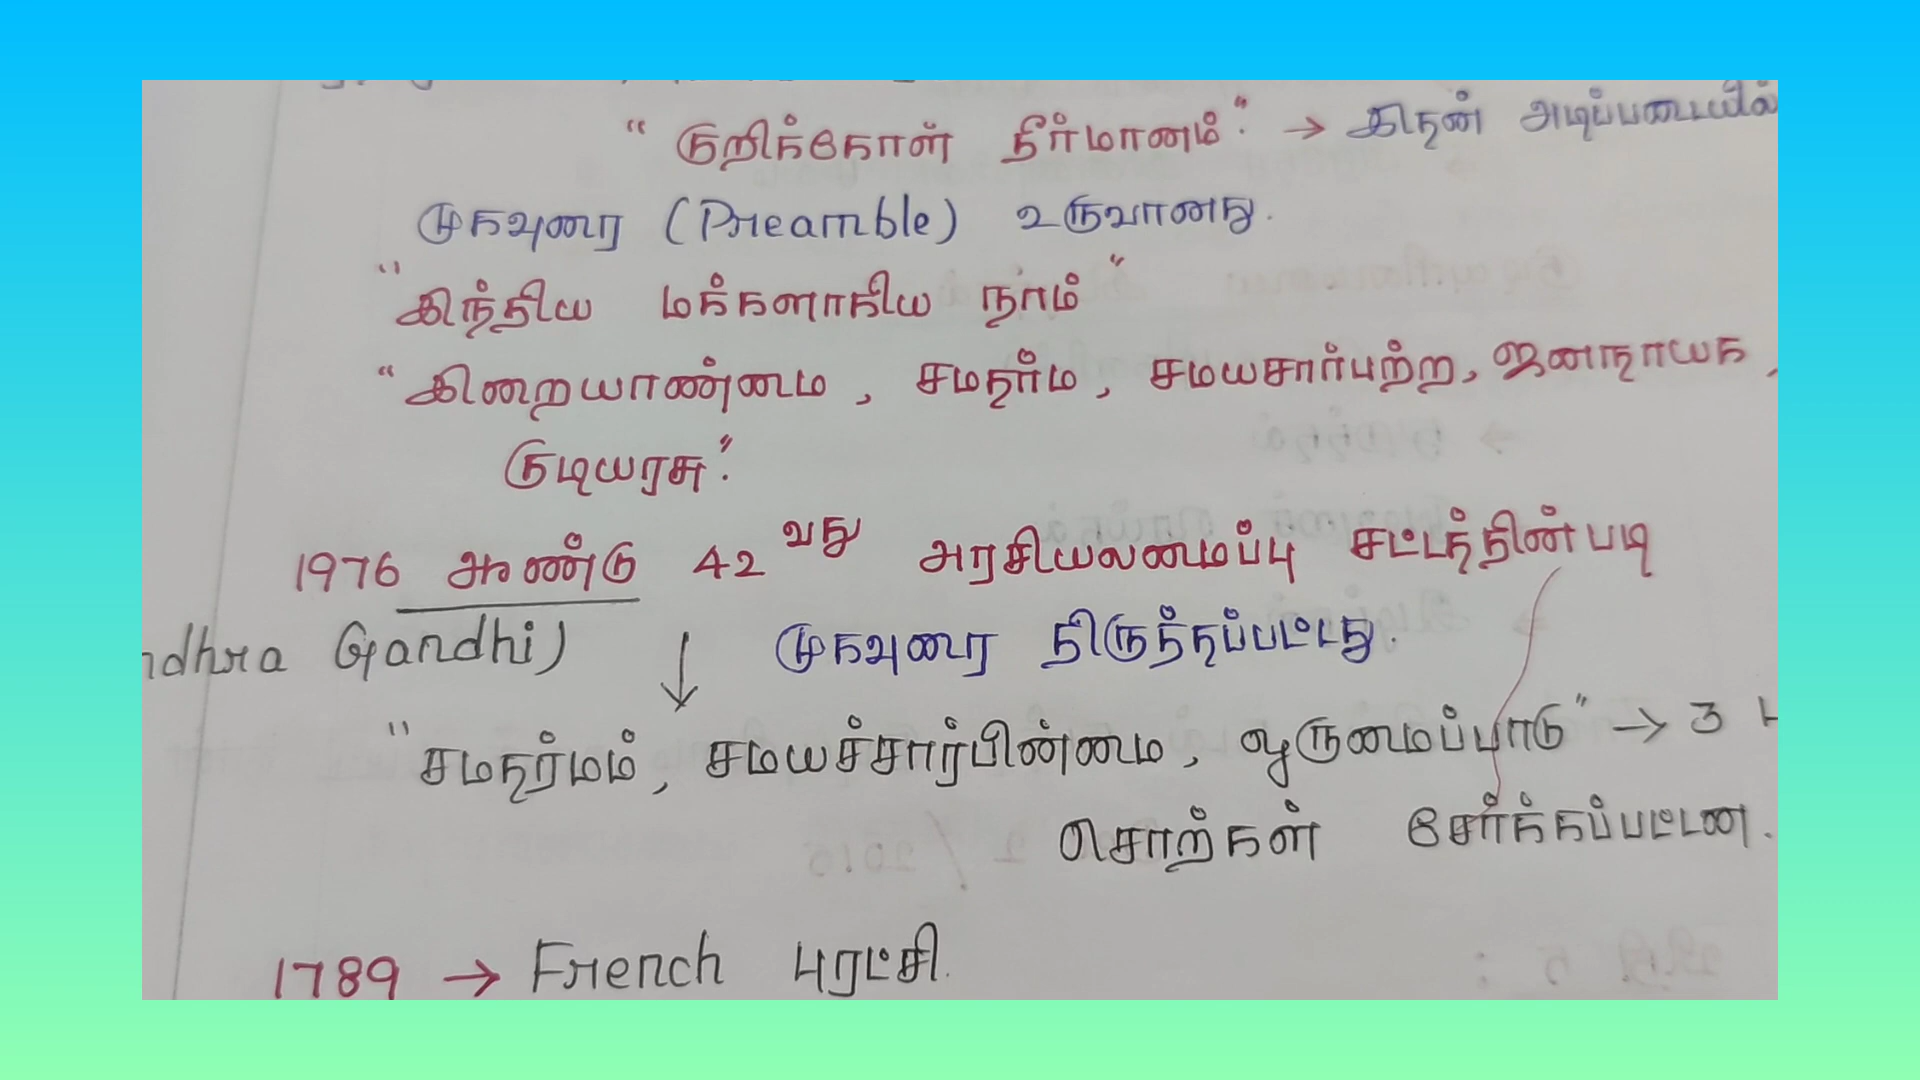 "குறிக்கோள் தீர்மானம்". → இதன் அடிப்படையில்
முகவுரை (Preamble) உருவானது.
"இந்திய மக்களாகிய நாம்"
"இறையாண்மை, சமதர்ம, சமயசார்பற்ற, ஜனநாயக,
குடியரசு".
1976 ஆண்டு 42 வது அரசியலமைப்பு சட்டத்தின்படி
ndhra Gandhi) ↓ முகவுரை திருத்தப்பட்டது.
"சமதர்மம், சமயச்சார்பின்மை, ஒருமைப்பாடு" → 3
சொற்கள் சேர்க்கப்பட்டன.
1789 → French புரட்சி.